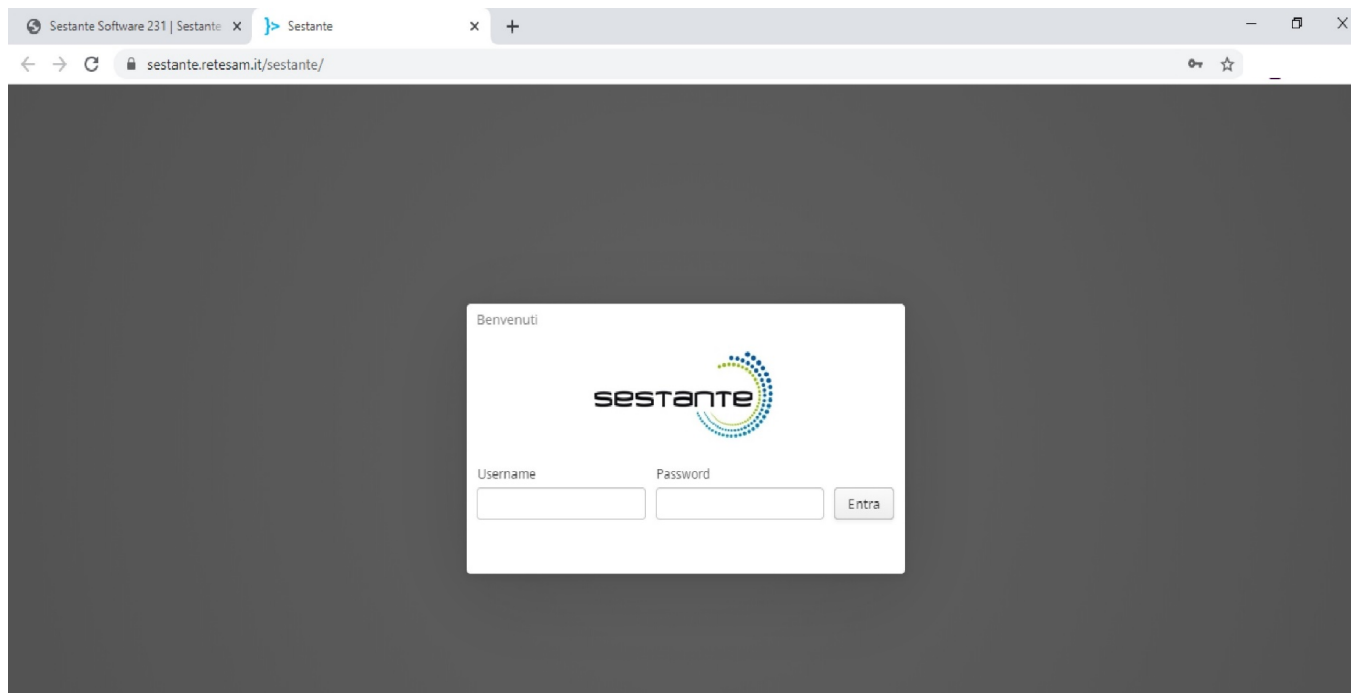 Sestante Software 231 | Sestante
Sestante
sestante.retesam.it/sestante/
Benvenuti
sestante
Username
Password
Entra